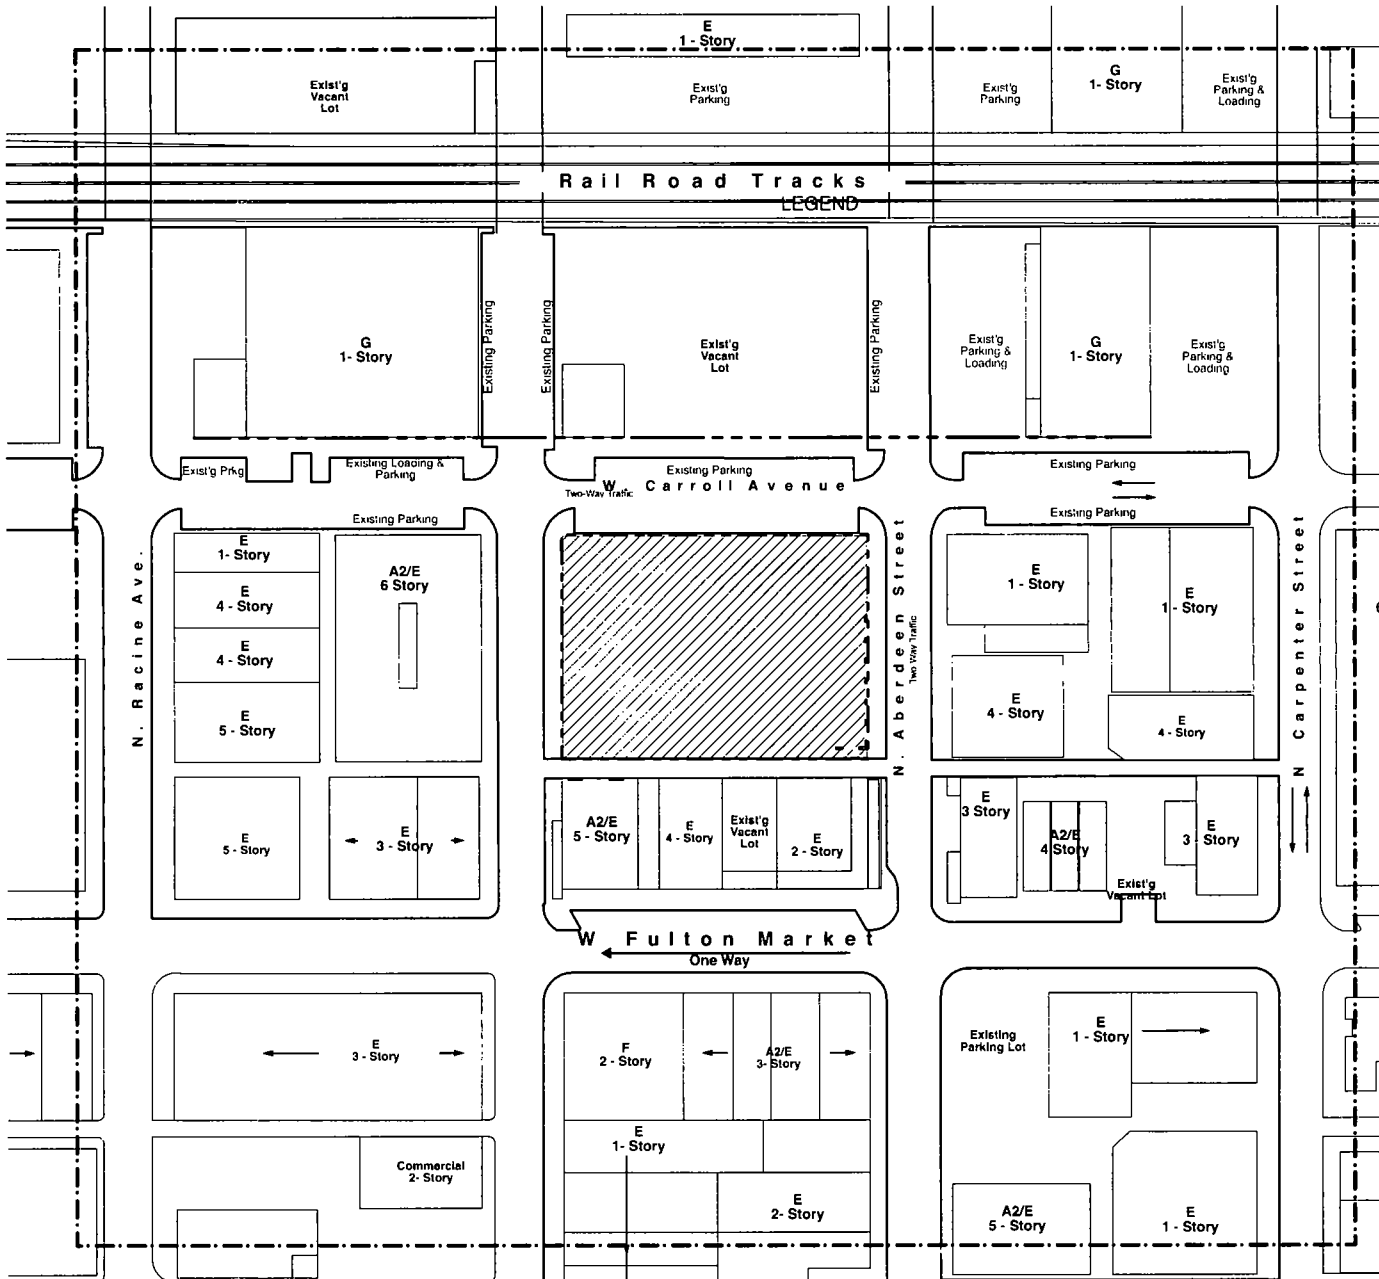 E
1 - Story
Exist'g
Vacant
Lot
Exist'g
Parking
Exist'g
Parking
G
1- Story
Exist'g
Parking &
Loading
Rail Road Tracks
LEGEND
G
1- Story
Existing Parking
Existing Parking
Exist'g
Vacant
Lot
Existing Parking
Exist'g
Parking &
Loading
G
1- Story
Exist'g
Parking &
Loading
Exist'g Prkg
Existing Loading &
Parking
Existing Parking
Existing Parking
W. Carroll Avenue
Two-Way Traffic
Existing Parking
Existing Parking
N. Racine Ave.
E
1- Story
E
4 - Story
E
4 - Story
E
5 - Story
A2/E
6 Story
N. Aberdeen Street
Two Way Traffic
E
1 - Story
E
1 - Story
E
4 - Story
E
4 - Story
N Carpenter Street
E
5 - Story
E
3 - Story
A2/E
5 - Story
E
4 - Story
Exist'g
Vacant
Lot
E
2 - Story
E
3 Story
A2/E
4 Story
E
3 - Story
Exist'g
Vacant Lot
W Fulton Market
One Way
E
3 - Story
F
2 - Story
A2/E
3- Story
Existing
Parking Lot
E
1 - Story
E
1- Story
Commercial
2- Story
E
2- Story
A2/E
5 - Story
E
1 - Story